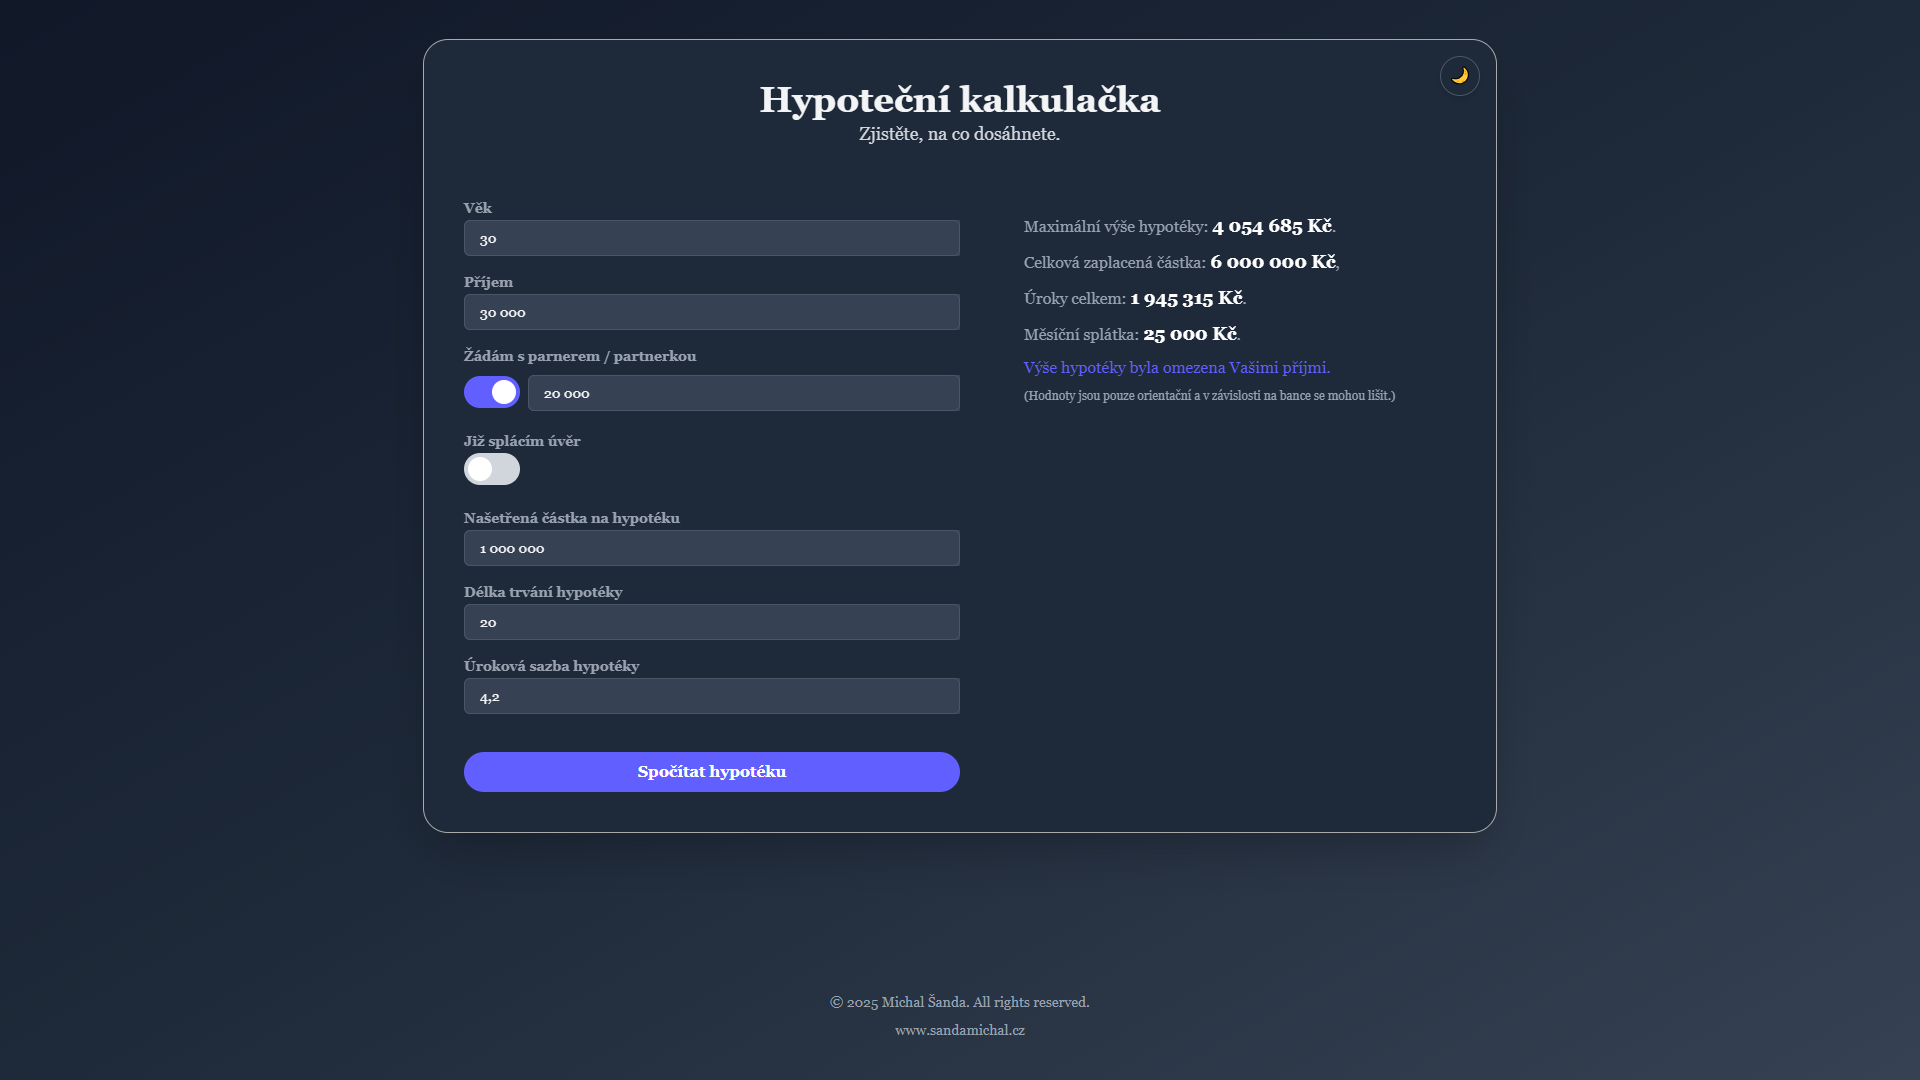 Hypoteční kalkulačka
Zjistěte, na co dosáhnete.
Věk
30
Příjem
30 000
Žádám s parnerem / partnerkou
20 000
Již splácím úvěr
Našetřená částka na hypotéku
1 000 000
Délka trvání hypotéky
20
Úroková sazba hypotéky
4,2
Spočítat hypotéku
Maximální výše hypotéky: 4 054 685 Kč.
Celková zaplacená částka: 6 000 000 Kč,
Úroky celkem: 1 945 315 Kč.
Měsíční splátka: 25 000 Kč.
Výše hypotéky byla omezena Vašimi příjmi.
(Hodnoty jsou pouze orientační a v závislosti na bance se mohou lišit.)
© 2025 Michal Šanda. All rights reserved.
www.sandamichal.cz